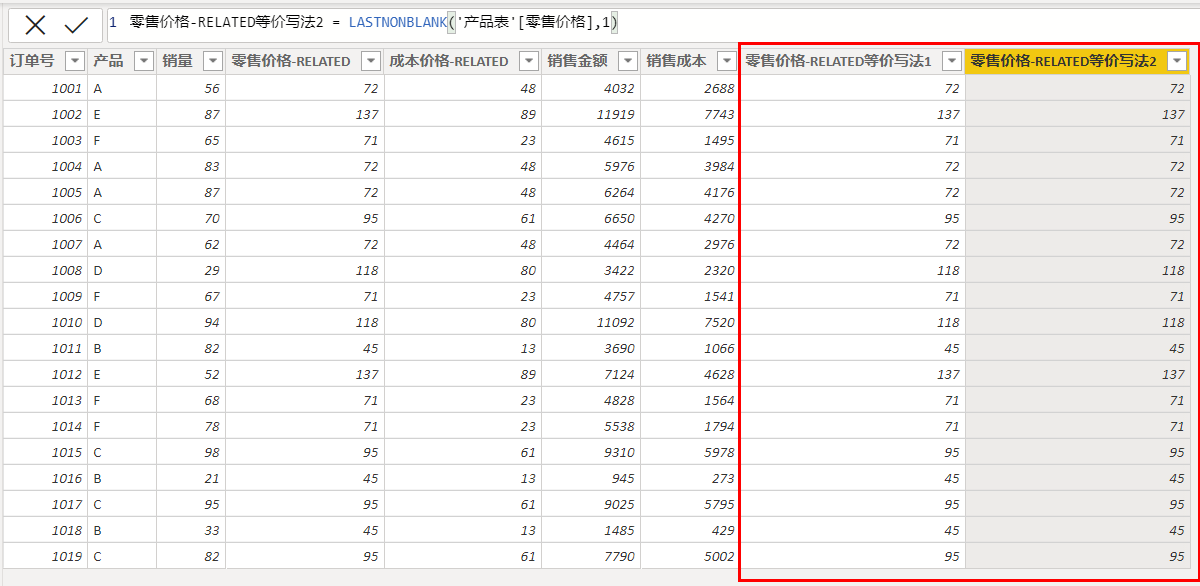 1 零售价格-RELATED等价写法2 = LASTNONBLANK('产品表'[零售价格],1)
订单号 产品 销量 零售价格-RELATED 成本价格-RELATED 销售金额 销售成本 零售价格-RELATED等价写法1 零售价格-RELATED等价写法2
1001 A 56 72 48 4032 2688 72 72
1002 E 87 137 89 11919 7743 137 137
1003 F 65 71 23 4615 1495 71 71
1004 A 83 72 48 5976 3984 72 72
1005 A 87 72 48 6264 4176 72 72
1006 C 70 95 61 6650 4270 95 95
1007 A 62 72 48 4464 2976 72 72
1008 D 29 118 80 3422 2320 118 118
1009 F 67 71 23 4757 1541 71 71
1010 D 94 118 80 11092 7520 118 118
1011 B 82 45 13 3690 1066 45 45
1012 E 52 137 89 7124 4628 137 137
1013 F 68 71 23 4828 1564 71 71
1014 F 78 71 23 5538 1794 71 71
1015 C 98 95 61 9310 5978 95 95
1016 B 21 45 13 945 273 45 45
1017 C 95 95 61 9025 5795 95 95
1018 B 33 45 13 1485 429 45 45
1019 C 82 95 61 7790 5002 95 95